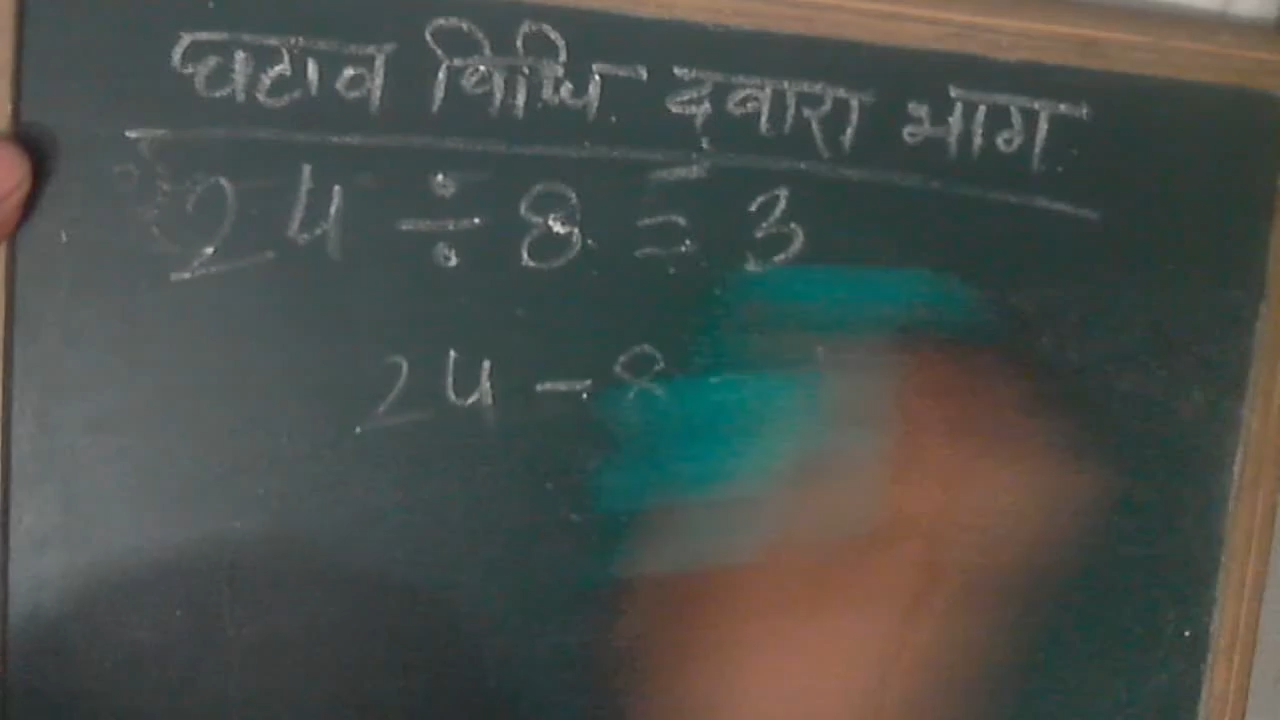 घटाव विधि द्वारा भाग
24 ÷ 8 = 3
24 - 8